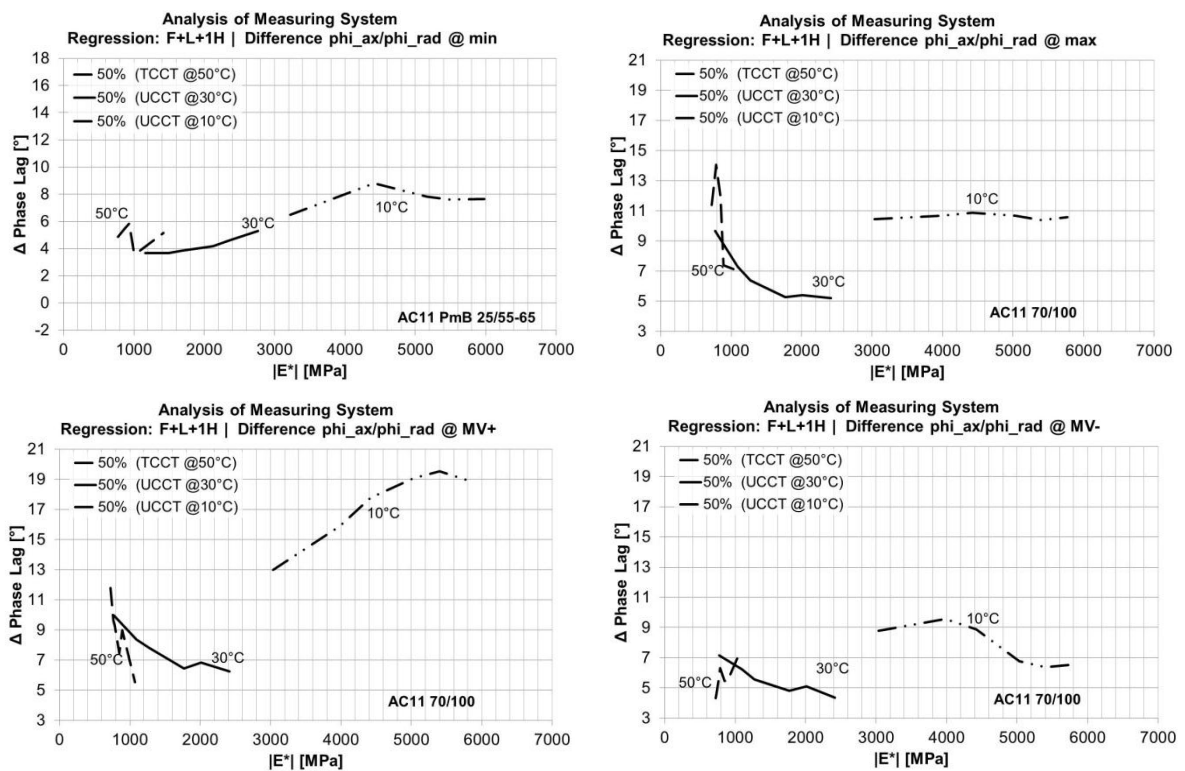 Analysis of Measuring System
Regression: F+L+1H | Difference phi_ax/phi_rad @ min
18
16
14
12
10
8
6
4
2
0
-2
Δ Phase Lag [°]
50% (TCCT @50°C)
50% (UCCT @30°C)
50% (UCCT @10°C)
50°C
30°C
10°C
AC11 PmB 25/55-65
0 1000 2000 3000 4000 5000 6000 7000
|E*| [MPa]
Analysis of Measuring System
Regression: F+L+1H | Difference phi_ax/phi_rad @ max
21
19
17
15
13
11
9
7
5
3
Δ Phase Lag [°]
50% (TCCT @50°C)
50% (UCCT @30°C)
50% (UCCT @10°C)
10°C
50°C
30°C
AC11 70/100
0 1000 2000 3000 4000 5000 6000 7000
|E*| [MPa]
Analysis of Measuring System
Regression: F+L+1H | Difference phi_ax/phi_rad @ MV+
21
19
17
15
13
11
9
7
5
3
Δ Phase Lag [°]
50% (TCCT @50°C)
50% (UCCT @30°C)
50% (UCCT @10°C)
10°C
50°C
30°C
AC11 70/100
0 1000 2000 3000 4000 5000 6000 7000
|E*| [MPa]
Analysis of Measuring System
Regression: F+L+1H | Difference phi_ax/phi_rad @ MV-
21
19
17
15
13
11
9
7
5
3
Δ Phase Lag [°]
50% (TCCT @50°C)
50% (UCCT @30°C)
50% (UCCT @10°C)
10°C
50°C
30°C
AC11 70/100
0 1000 2000 3000 4000 5000 6000 7000
|E*| [MPa]